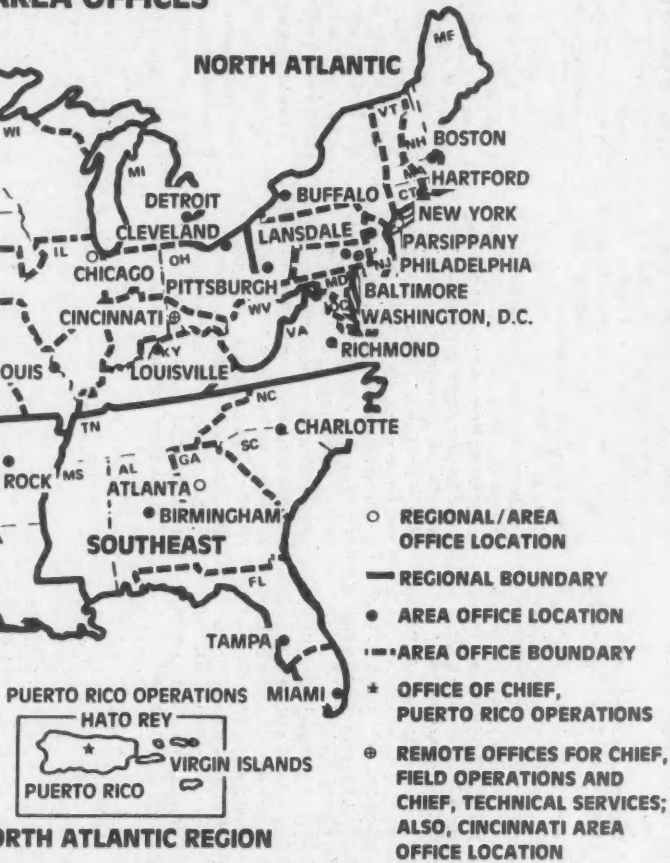 AREA OFFICES
NORTH ATLANTIC
ME
WI
MI
VT
NH
BOSTON
MA
HARTFORD
CT
NEW YORK
DETROIT
BUFFALO
CLEVELAND
LANSDALE
PARSIPPANY
IL
OH
NJ
PHILADELPHIA
CHICAGO
PITTSBURGH
MD
BALTIMORE
WV
CINCINNATI
WASHINGTON, D.C.
VA
KY
RICHMOND
OUIS
LOUISVILLE
NC
TN
CHARLOTTE
SC
GA
ROCK
MS
AL
ATLANTA
BIRMINGHAM
SOUTHEAST
FL
TAMPA
MIAMI
REGIONAL/AREA
OFFICE LOCATION
REGIONAL BOUNDARY
AREA OFFICE LOCATION
AREA OFFICE BOUNDARY
OFFICE OF CHIEF,
PUERTO RICO OPERATIONS
REMOTE OFFICES FOR CHIEF,
FIELD OPERATIONS AND
CHIEF, TECHNICAL SERVICES;
ALSO, CINCINNATI AREA
OFFICE LOCATION
PUERTO RICO OPERATIONS
HATO REY
VIRGIN ISLANDS
PUERTO RICO
ORTH ATLANTIC REGION